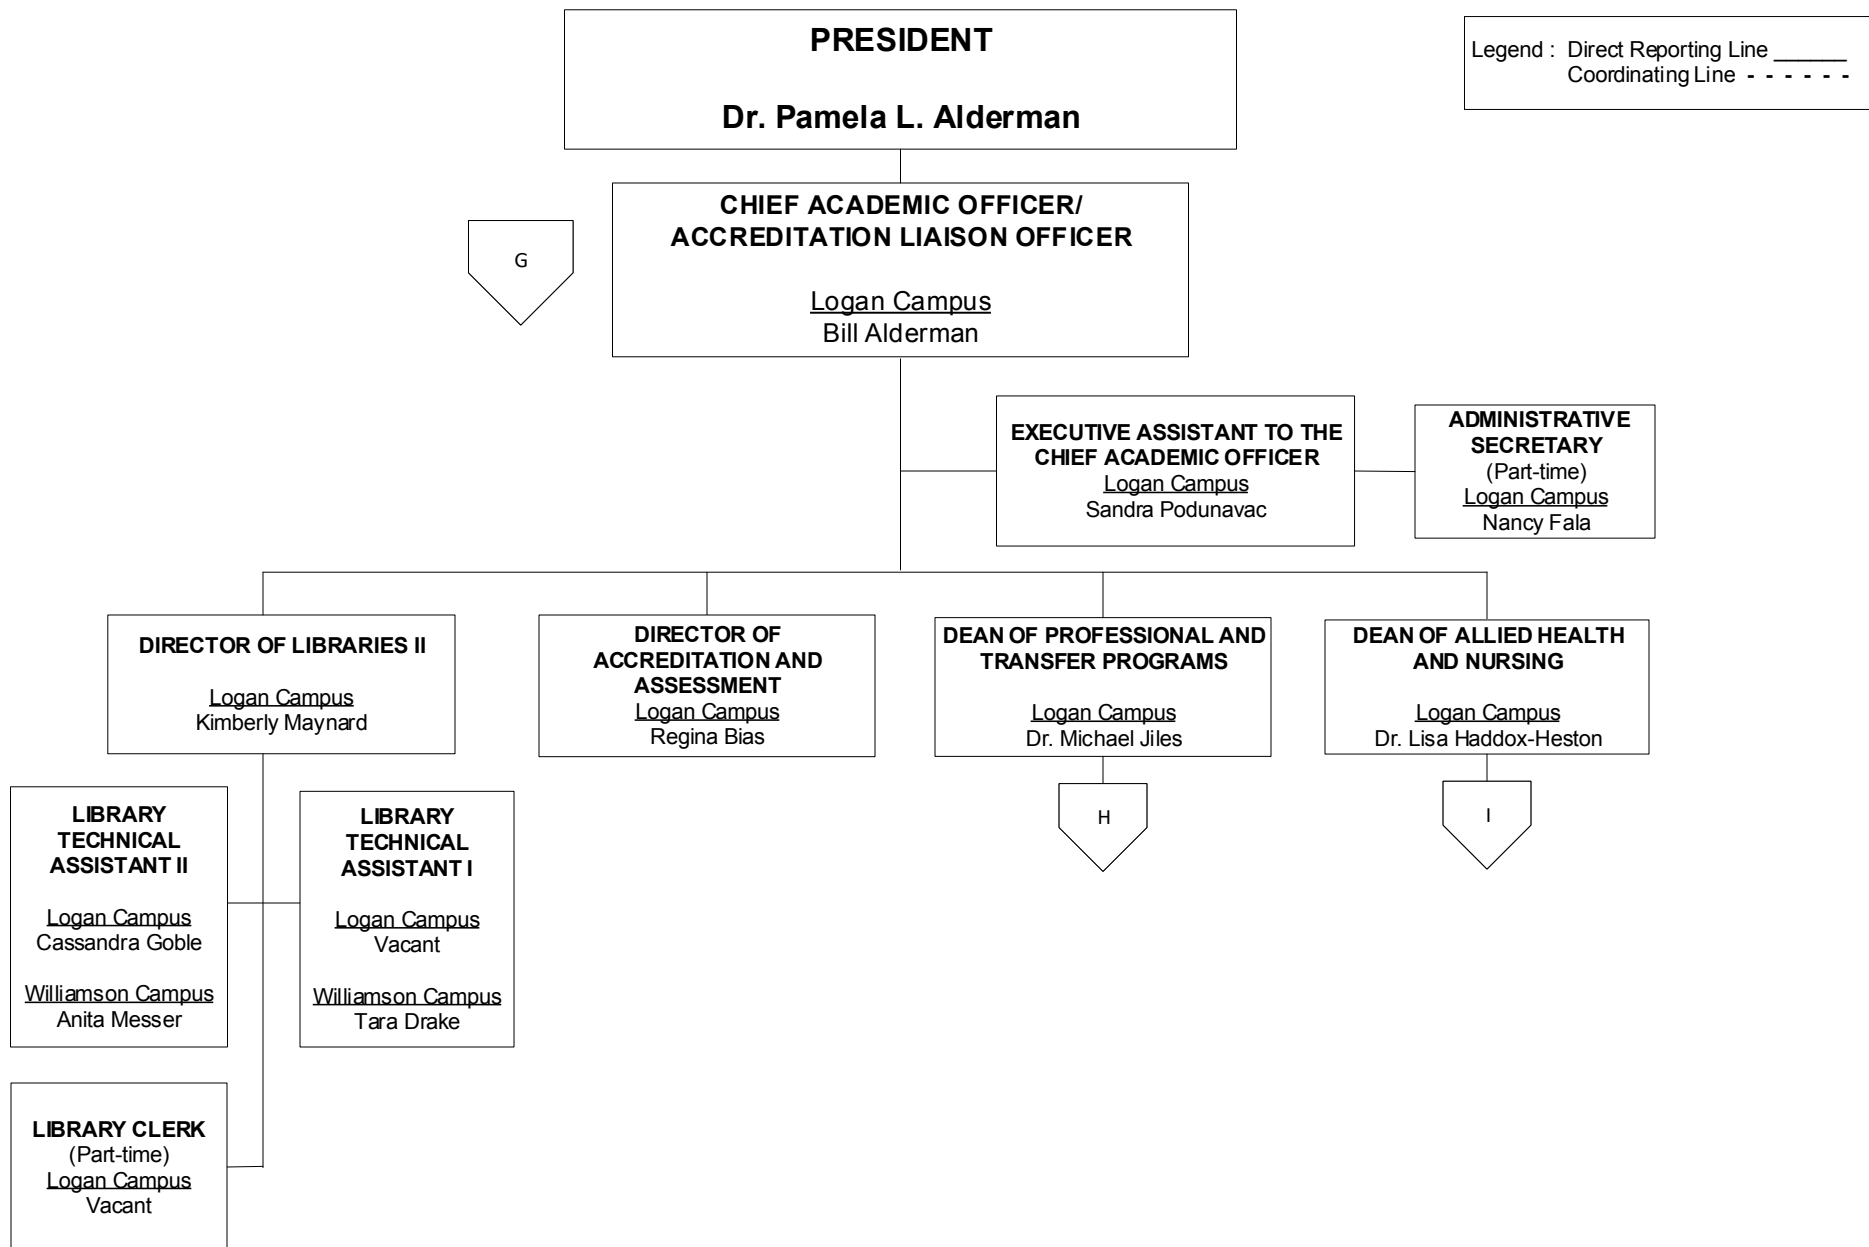 PRESIDENT
Dr. Pamela L. Alderman
Legend : Direct Reporting Line ______
Coordinating Line - - - - - -
CHIEF ACADEMIC OFFICER/
ACCREDITATION LIAISON OFFICER
Logan Campus
Bill Alderman
G
EXECUTIVE ASSISTANT TO THE
CHIEF ACADEMIC OFFICER
Logan Campus
Sandra Podunavac
ADMINISTRATIVE
SECRETARY
(Part-time)
Logan Campus
Nancy Fala
DIRECTOR OF LIBRARIES II
Logan Campus
Kimberly Maynard
DIRECTOR OF
ACCREDITATION AND
ASSESSMENT
Logan Campus
Regina Bias
DEAN OF PROFESSIONAL AND
TRANSFER PROGRAMS
Logan Campus
Dr. Michael Jiles
DEAN OF ALLIED HEALTH
AND NURSING
Logan Campus
Dr. Lisa Haddox-Heston
LIBRARY
TECHNICAL
ASSISTANT II
Logan Campus
Cassandra Goble
Williamson Campus
Anita Messer
LIBRARY
TECHNICAL
ASSISTANT I
Logan Campus
Vacant
Williamson Campus
Tara Drake
H
I
LIBRARY CLERK
(Part-time)
Logan Campus
Vacant